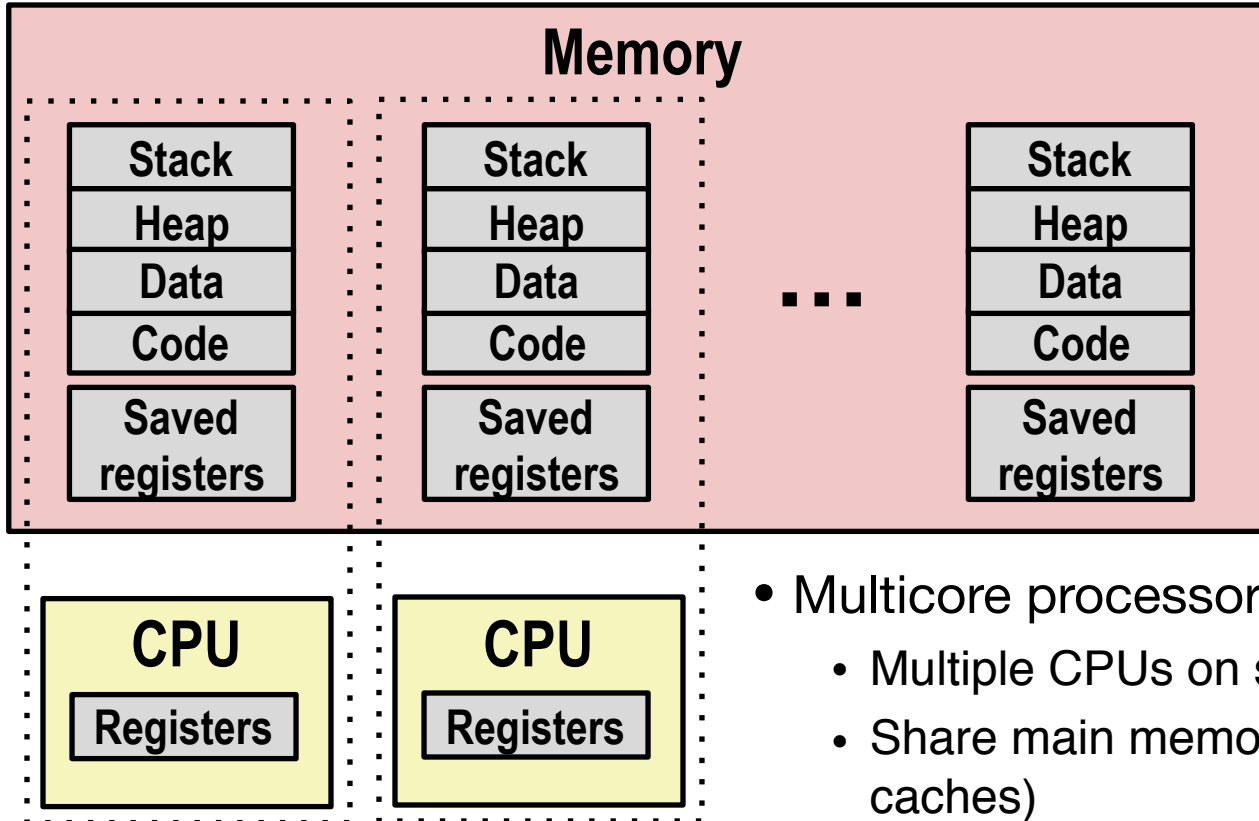 Memory
Stack
Heap
Data
Code
Saved
registers
Stack
Heap
Data
Code
Saved
registers
...
Stack
Heap
Data
Code
Saved
registers
CPU
Registers
CPU
Registers
• Multicore processor
• Multiple CPUs on
• Share main
caches)